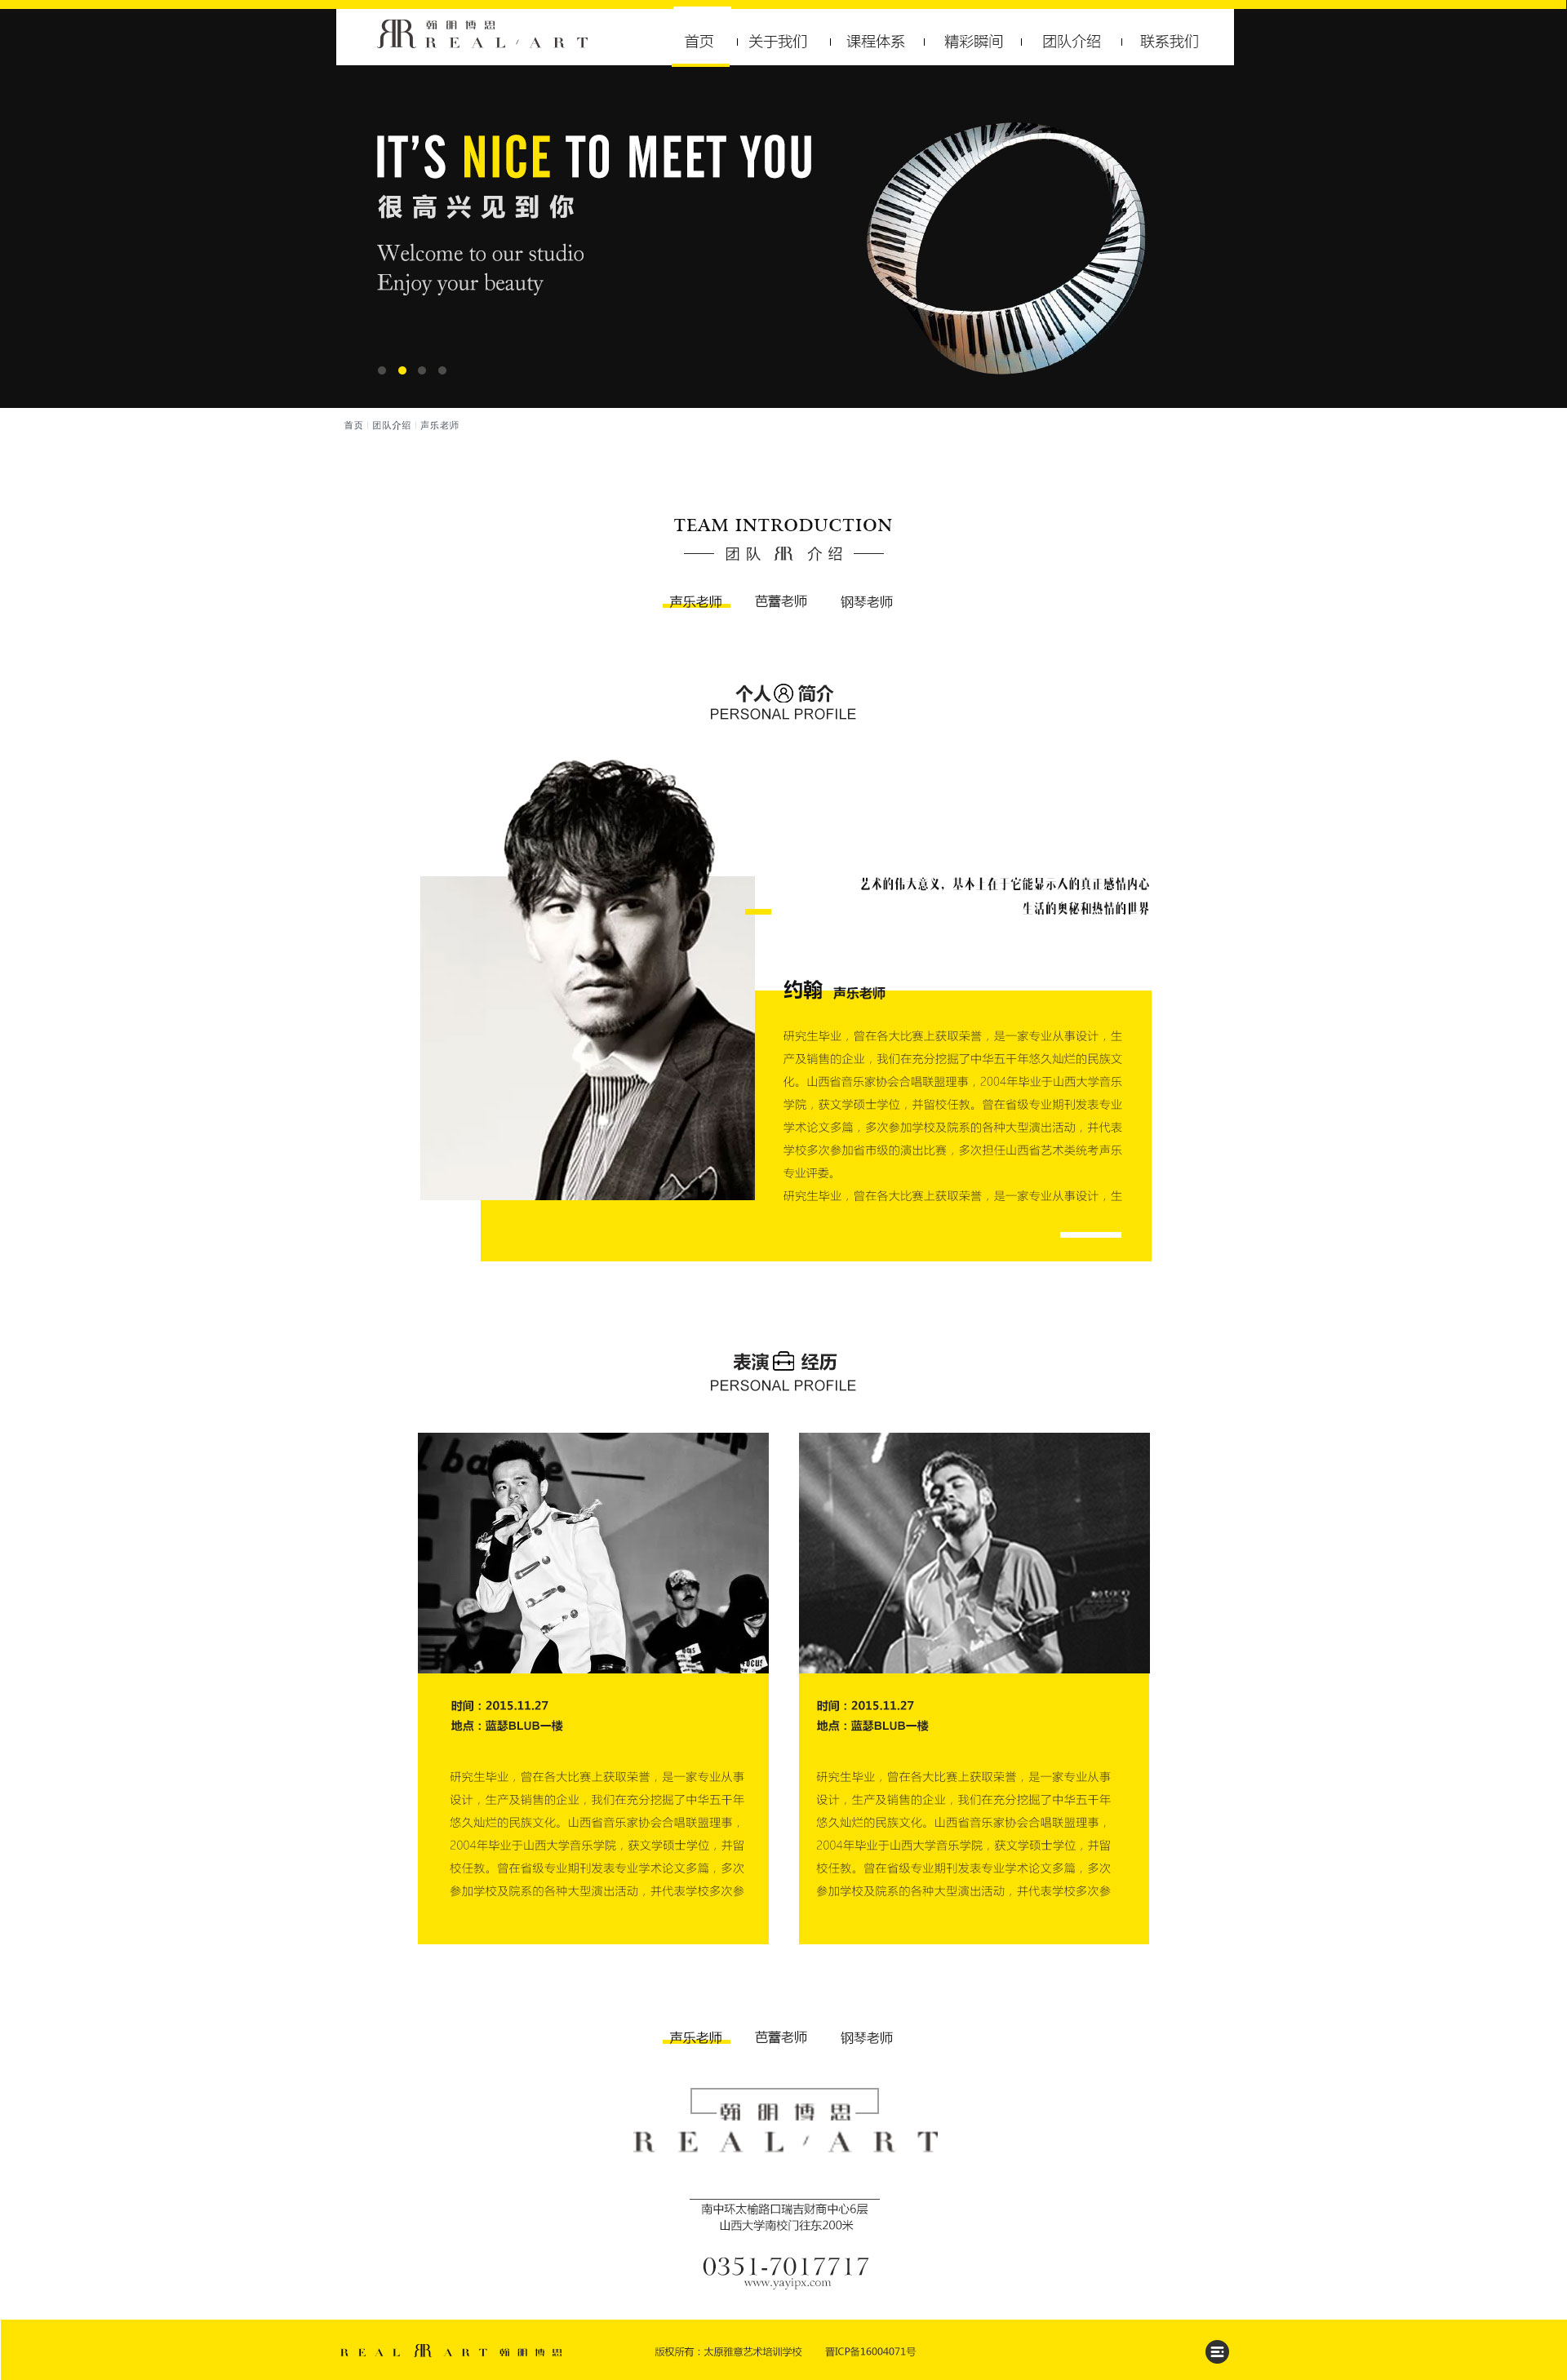 翰明博思
REAL/ART
首页 关于我们 课程体系 精彩瞬间 团队介绍 联系我们
IT'S NICE TO MEET YOU
很高兴见到你
Welcome to our studio
Enjoy your beauty
首页 | 团队介绍 | 声乐老师
TEAM INTRODUCTION
团队 RR 介绍
声乐老师 芭蕾老师 钢琴老师
个人 简介
PERSONAL PROFILE
艺术的伟大意义，基本上在于它能显示人的真正感情内心
生活的奥秘和热情的世界
约翰 声乐老师
研究生毕业，曾在各大比赛上获取荣誉，是一家专业从事设计，生
产及销售的企业，我们在充分挖掘了中华五千年悠久灿烂的民族文
化。山西省音乐家协会合唱联盟理事，2004年毕业于山西大学音乐
学院，获文学硕士学位，并留校任教。曾在省级专业期刊发表专业
学术论文多篇，多次参加学校及院系的各种大型演出活动，并代表
学校多次参加省市级的演出比赛，多次担任山西省艺术类统考声乐
专业评委。
研究生毕业，曾在各大比赛上获取荣誉，是一家专业从事设计，生
表演 经历
PERSONAL PROFILE
时间：2015.11.27
地点：蓝瑟BLUB一楼
研究生毕业，曾在各大比赛上获取荣誉，是一家专业从事
设计，生产及销售的企业，我们在充分挖掘了中华五千年
悠久灿烂的民族文化。山西省音乐家协会合唱联盟理事，
2004年毕业于山西大学音乐学院，获文学硕士学位，并留
校任教。曾在省级专业期刊发表专业学术论文多篇，多次
参加学校及院系的各种大型演出活动，并代表学校多次参
时间：2015.11.27
地点：蓝瑟BLUB一楼
研究生毕业，曾在各大比赛上获取荣誉，是一家专业从事
设计，生产及销售的企业，我们在充分挖掘了中华五千年
悠久灿烂的民族文化。山西省音乐家协会合唱联盟理事，
2004年毕业于山西大学音乐学院，获文学硕士学位，并留
校任教。曾在省级专业期刊发表专业学术论文多篇，多次
参加学校及院系的各种大型演出活动，并代表学校多次参
声乐老师 芭蕾老师 钢琴老师
翰明博思
REAL/ART
南中环太榆路口瑞吉财商中心6层
山西大学南校门往东200米
0351-7017717
www.yayipx.com
REAL RR ART 翰明博思 版权所有：太原雅意艺术培训学校 晋ICP备16004071号